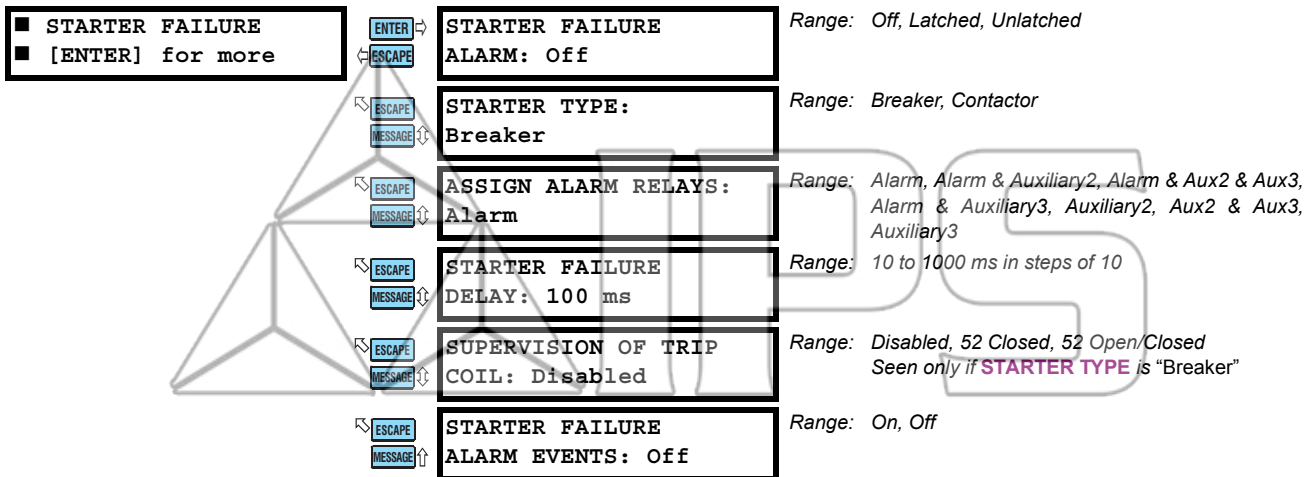 ■ STARTER FAILURE
■ [ENTER] for more
ENTER
ESCAPE
STARTER FAILURE
ALARM: Off
Range: Off, Latched, Unlatched
ESCAPE
MESSAGE
STARTER TYPE:
Breaker
Range: Breaker, Contactor
ESCAPE
MESSAGE
ASSIGN ALARM RELAYS:
Alarm
Range: Alarm, Alarm & Auxiliary2, Alarm & Aux2 & Aux3,
Alarm & Auxiliary3, Auxiliary2, Aux2 & Aux3,
Auxiliary3
ESCAPE
MESSAGE
STARTER FAILURE
DELAY: 100 ms
Range: 10 to 1000 ms in steps of 10
ESCAPE
MESSAGE
SUPERVISION OF TRIP
COIL: Disabled
Range: Disabled, 52 Closed, 52 Open/Closed
Seen only if STARTER TYPE is “Breaker”
ESCAPE
MESSAGE
STARTER FAILURE
ALARM EVENTS: Off
Range: On, Off
IPS